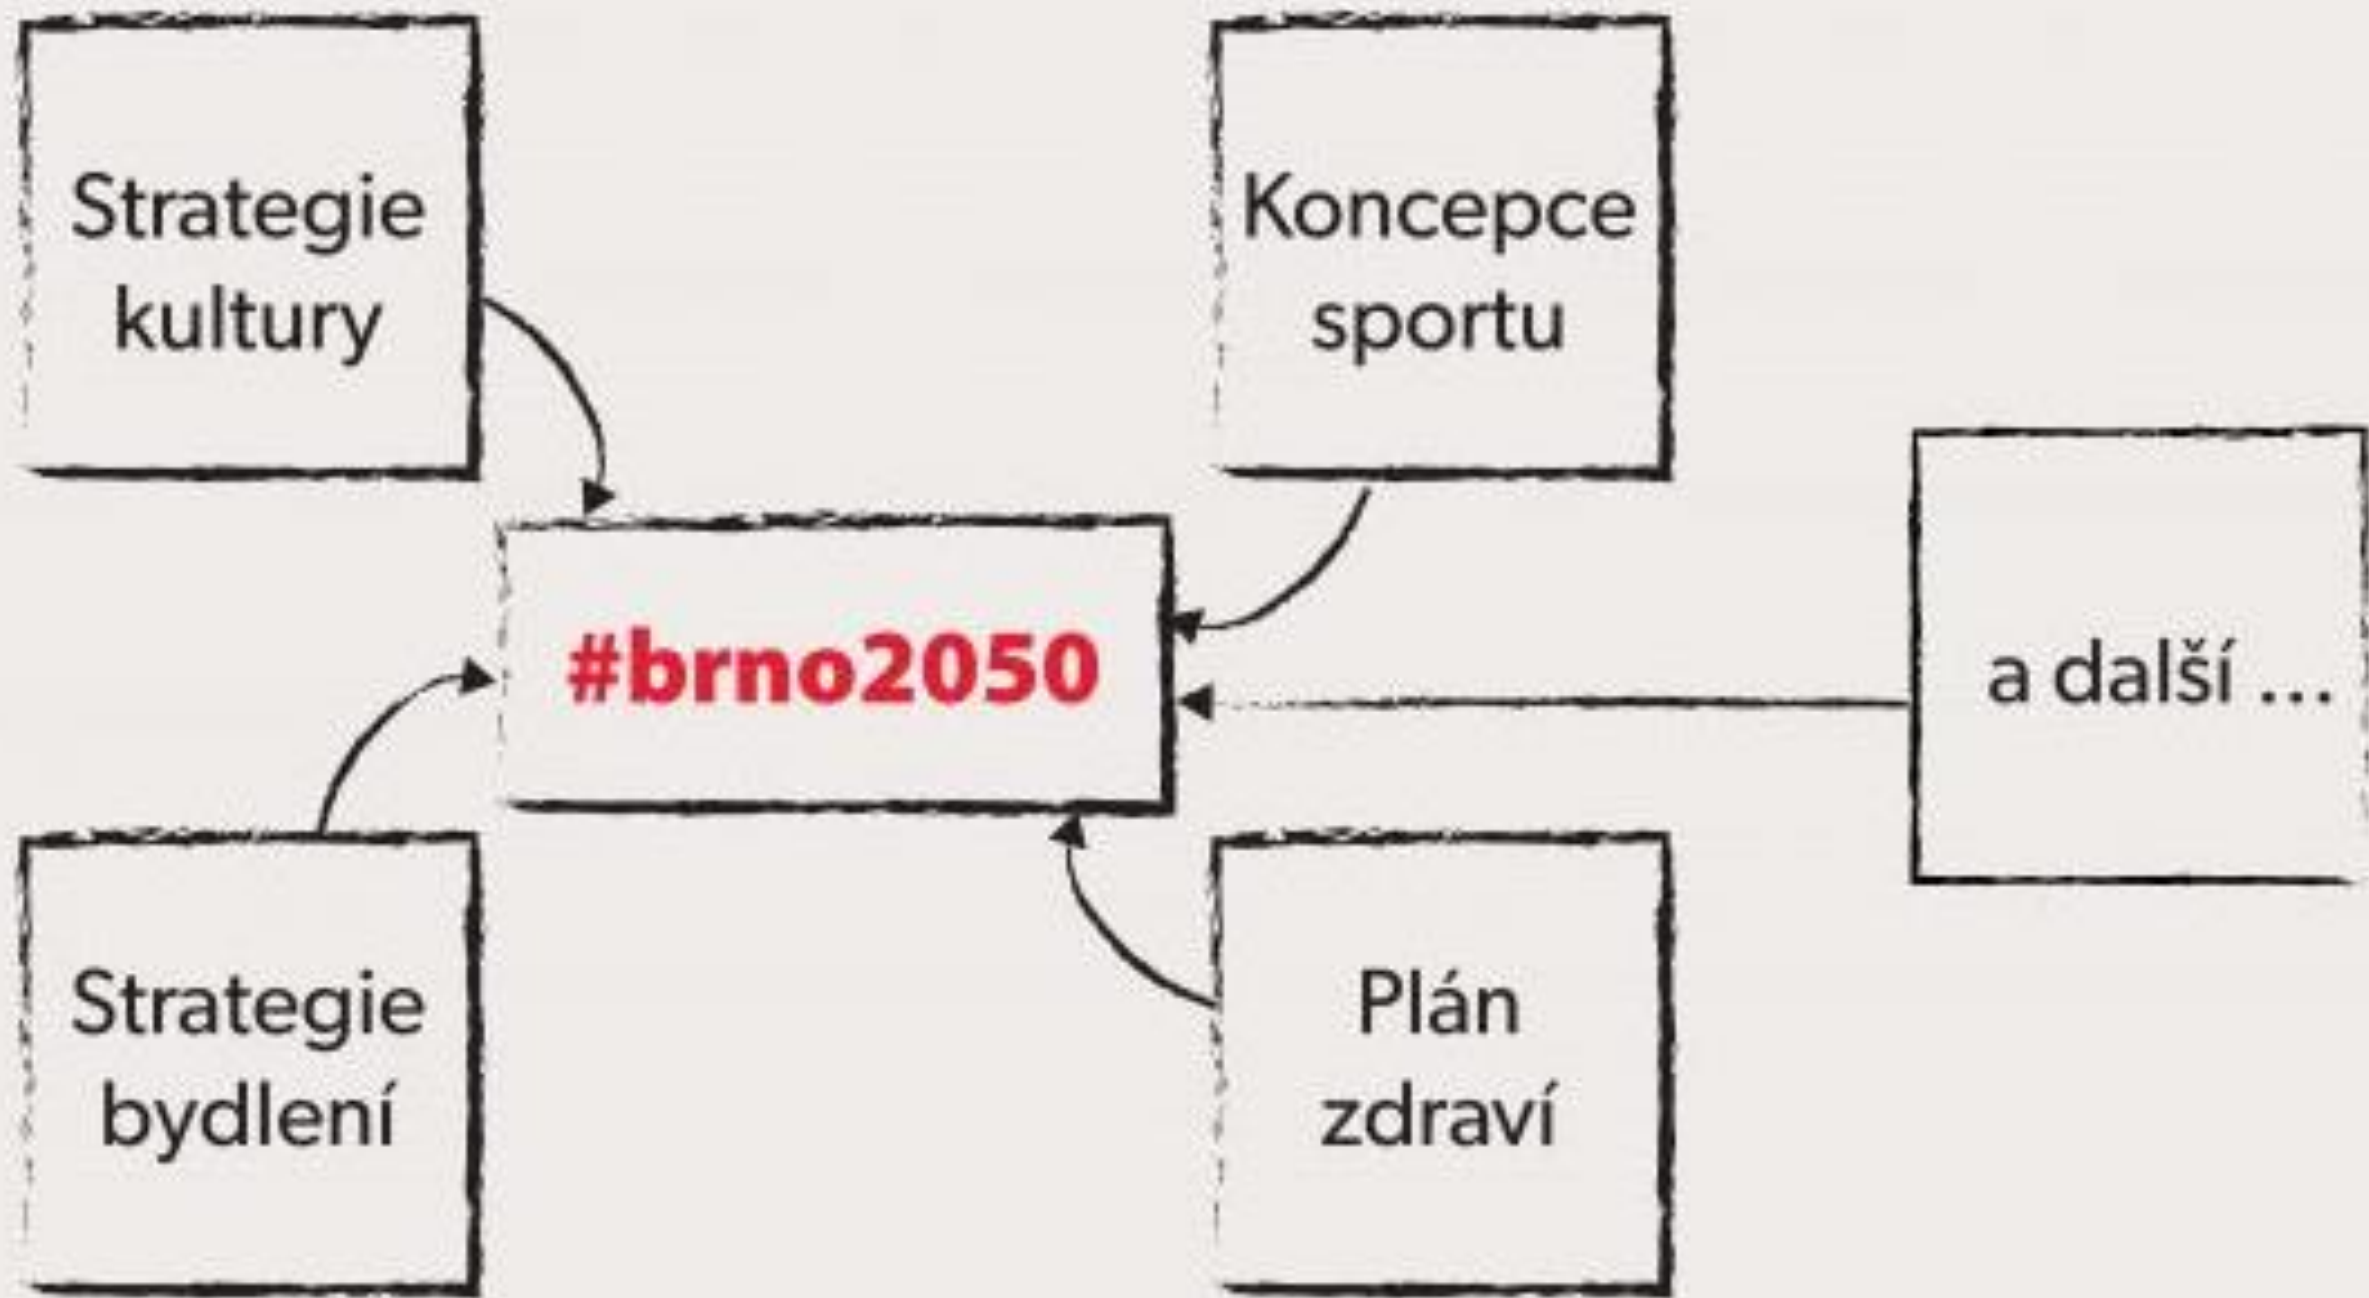 Strategie
kultury
Koncepce
sportu
#brno2050
a další ...
Strategie
bydlení
Plán
zdraví